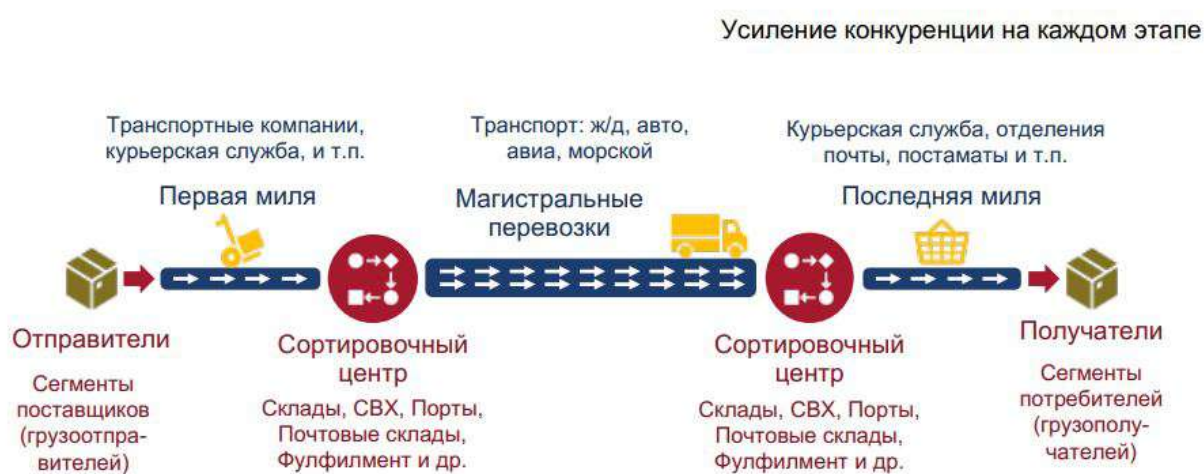 Усиление конкуренции на каждом этапе
Транспортные компании,
курьерская служба, и т.п.
Первая миля
Транспорт: ж/д, авто,
авиа, морской
Магистральные
перевозки
Курьерская служба, отделения
почты, постаматы и т.п.
Последняя миля
Отправители
Сегменты
поставщиков
(грузоотпра-
вителей)
Сортировочный
центр
Склады, СВХ, Порты,
Почтовые склады,
Фулфилмент и др.
Сортировочный
центр
Склады, СВХ, Порты,
Почтовые склады,
Фулфилмент и др.
Получатели
Сегменты
потребителей
(грузополу-
чателей)